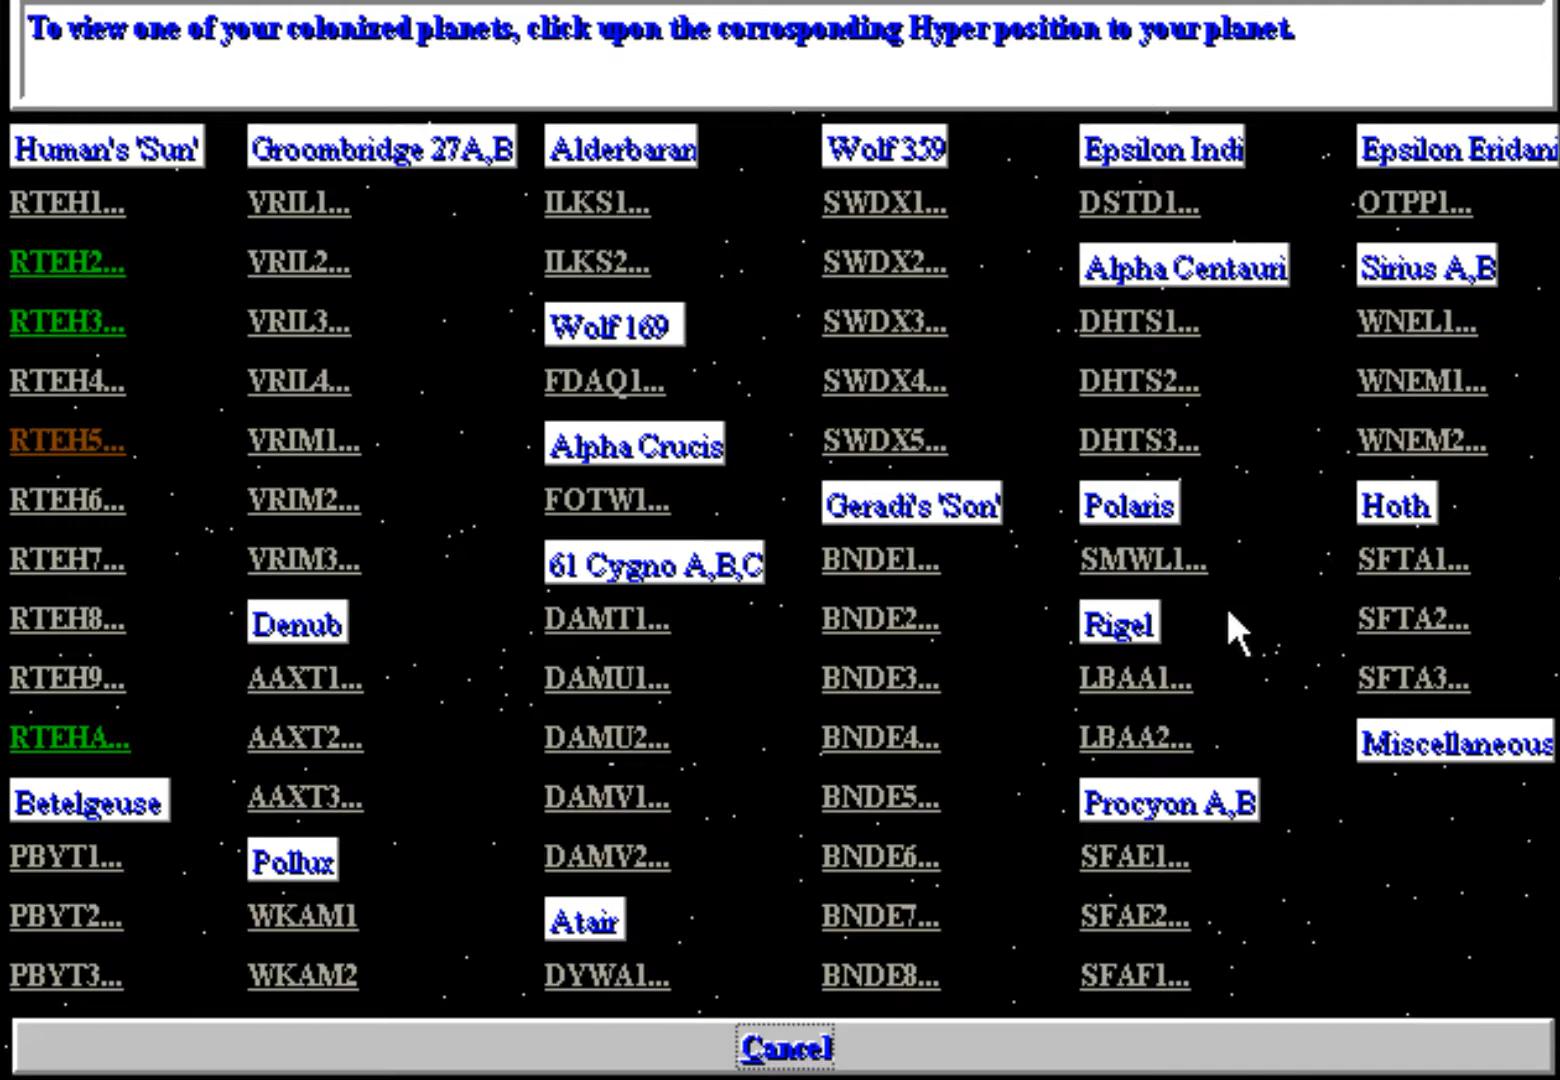 To view one of your colonized planets, click upon the corrosponding Hyper position to your planet.
Human's 'Sun'
RTEH1...
RTEH2...
RTEH3...
RTEH4...
RTEH5...
RTEH6...
RTEH7...
RTEH8...
RTEH9...
RTEHA...
Betelgeuse
PBYT1...
PBYT2...
PBYT3...
Groombridge 27A,B
VRIL1...
VRIL2...
VRIL3...
VRIL4...
VRIM1...
VRIM2...
VRIM3...
Denub
AAXT1...
AAXT2...
AAXT3...
Pollux
WKAM1
WKAM2
Alderbaran
ILKS1...
ILKS2...
Wolf 169
FDAQ1...
Alpha Crucis
FOTW1...
61 Cygno A,B,C
DAMT1...
DAMU1...
DAMU2...
DAMV1...
DAMV2...
Atair
DYWA1...
Wolf 359
SWDX1...
SWDX2...
SWDX3...
SWDX4...
SWDX5...
Geradi's 'Son'
BNDE1...
BNDE2...
BNDE3...
BNDE4...
BNDE5...
BNDE6...
BNDE7...
BNDE8...
Epsilon Indi
DSTD1...
Alpha Centauri
DHTS1...
DHTS2...
DHTS3...
Polaris
SMWL1...
Rigel
LBAA1...
LBAA2...
Procyon A,B
SFAE1...
SFAE2...
SFAF1...
Epsilon Eridani
OTPP1...
Sirius A,B
WNEL1...
WNEM1...
WNEM2...
Hoth
SFTA1...
SFTA2...
SFTA3...
Miscellaneous
Cancel